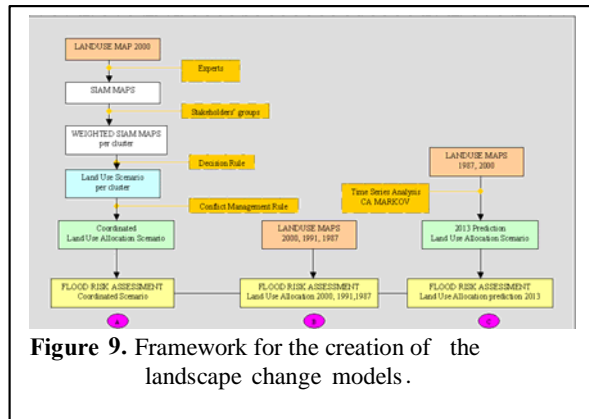 LANDUSE MAP 2000
Experts
SIAM MAPS
Stakeholders' groups
WEIGHTED SIAM MAPS
per cluster
Decision Rule
Land Use Scenario
per cluster
Conflict Management Rule
Coordinated
Land Use Allocation Scenario
FLOOD RISK ASSESSMENT
Coordinated Scenario
A
LANDUSE MAPS
2000, 1991, 1987
FLOOD RISK ASSESSMENT
Land Use Allocation 2000, 1991,1987
B
LANDUSE MAPS
1987, 2000
Time Series Analysis
CA MARKOV
2013 Prediction
Land Use Allocation Scenario
FLOOD RISK ASSESSMENT
Land Use Allocation prediction 2013
C
Figure 9. Framework for the creation of the
landscape change models.